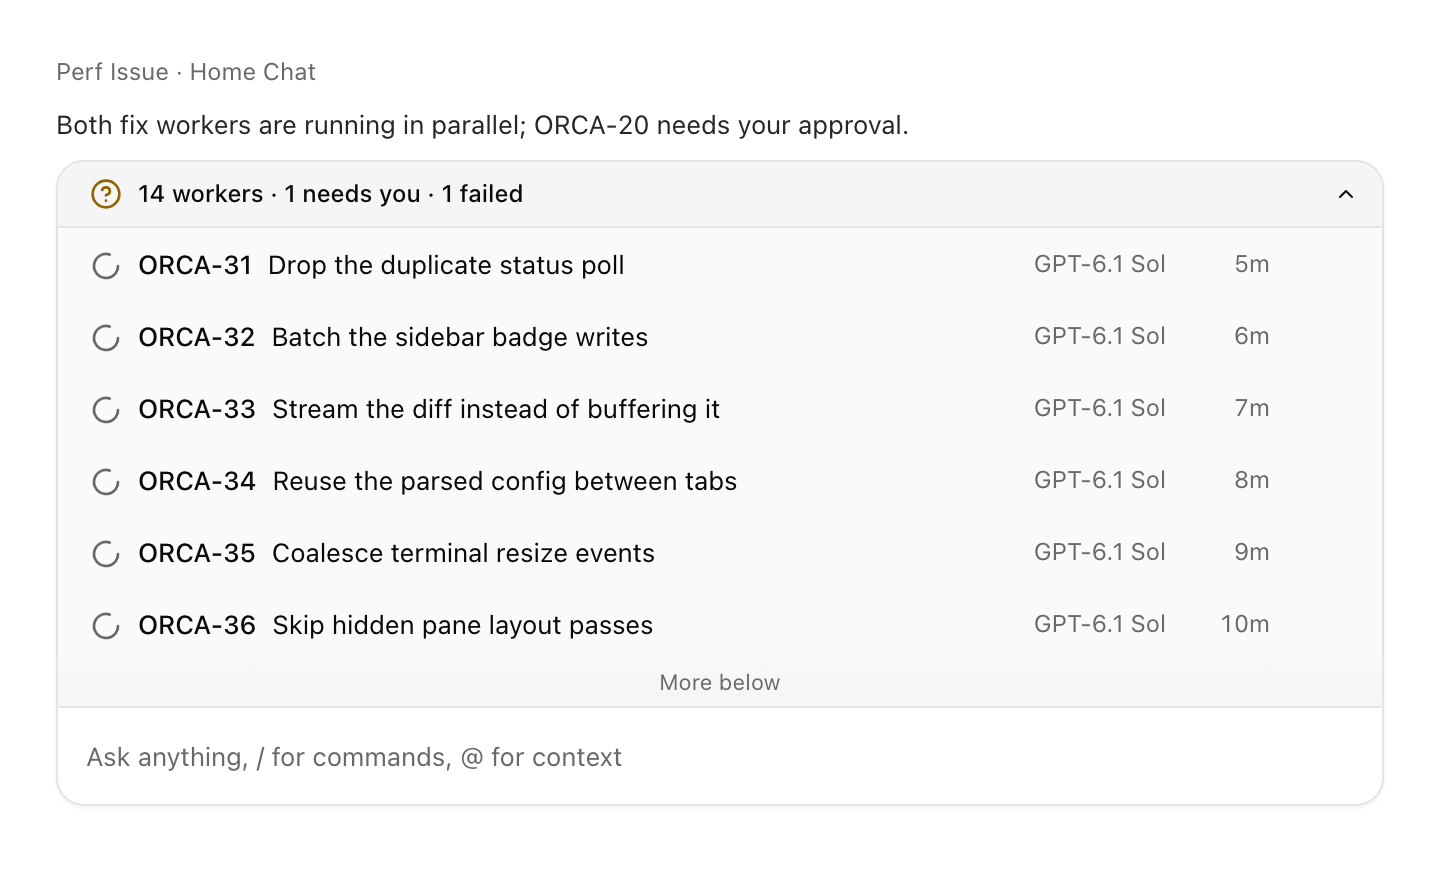 Perf Issue · Home Chat
Both fix workers are running in parallel; ORCA-20 needs your approval.
14 workers · 1 needs you · 1 failed
ORCA-31 Drop the duplicate status poll GPT-6.1 Sol 5m
ORCA-32 Batch the sidebar badge writes GPT-6.1 Sol 6m
ORCA-33 Stream the diff instead of buffering it GPT-6.1 Sol 7m
ORCA-34 Reuse the parsed config between tabs GPT-6.1 Sol 8m
ORCA-35 Coalesce terminal resize events GPT-6.1 Sol 9m
ORCA-36 Skip hidden pane layout passes GPT-6.1 Sol 10m
More below
Ask anything, / for commands, @ for context